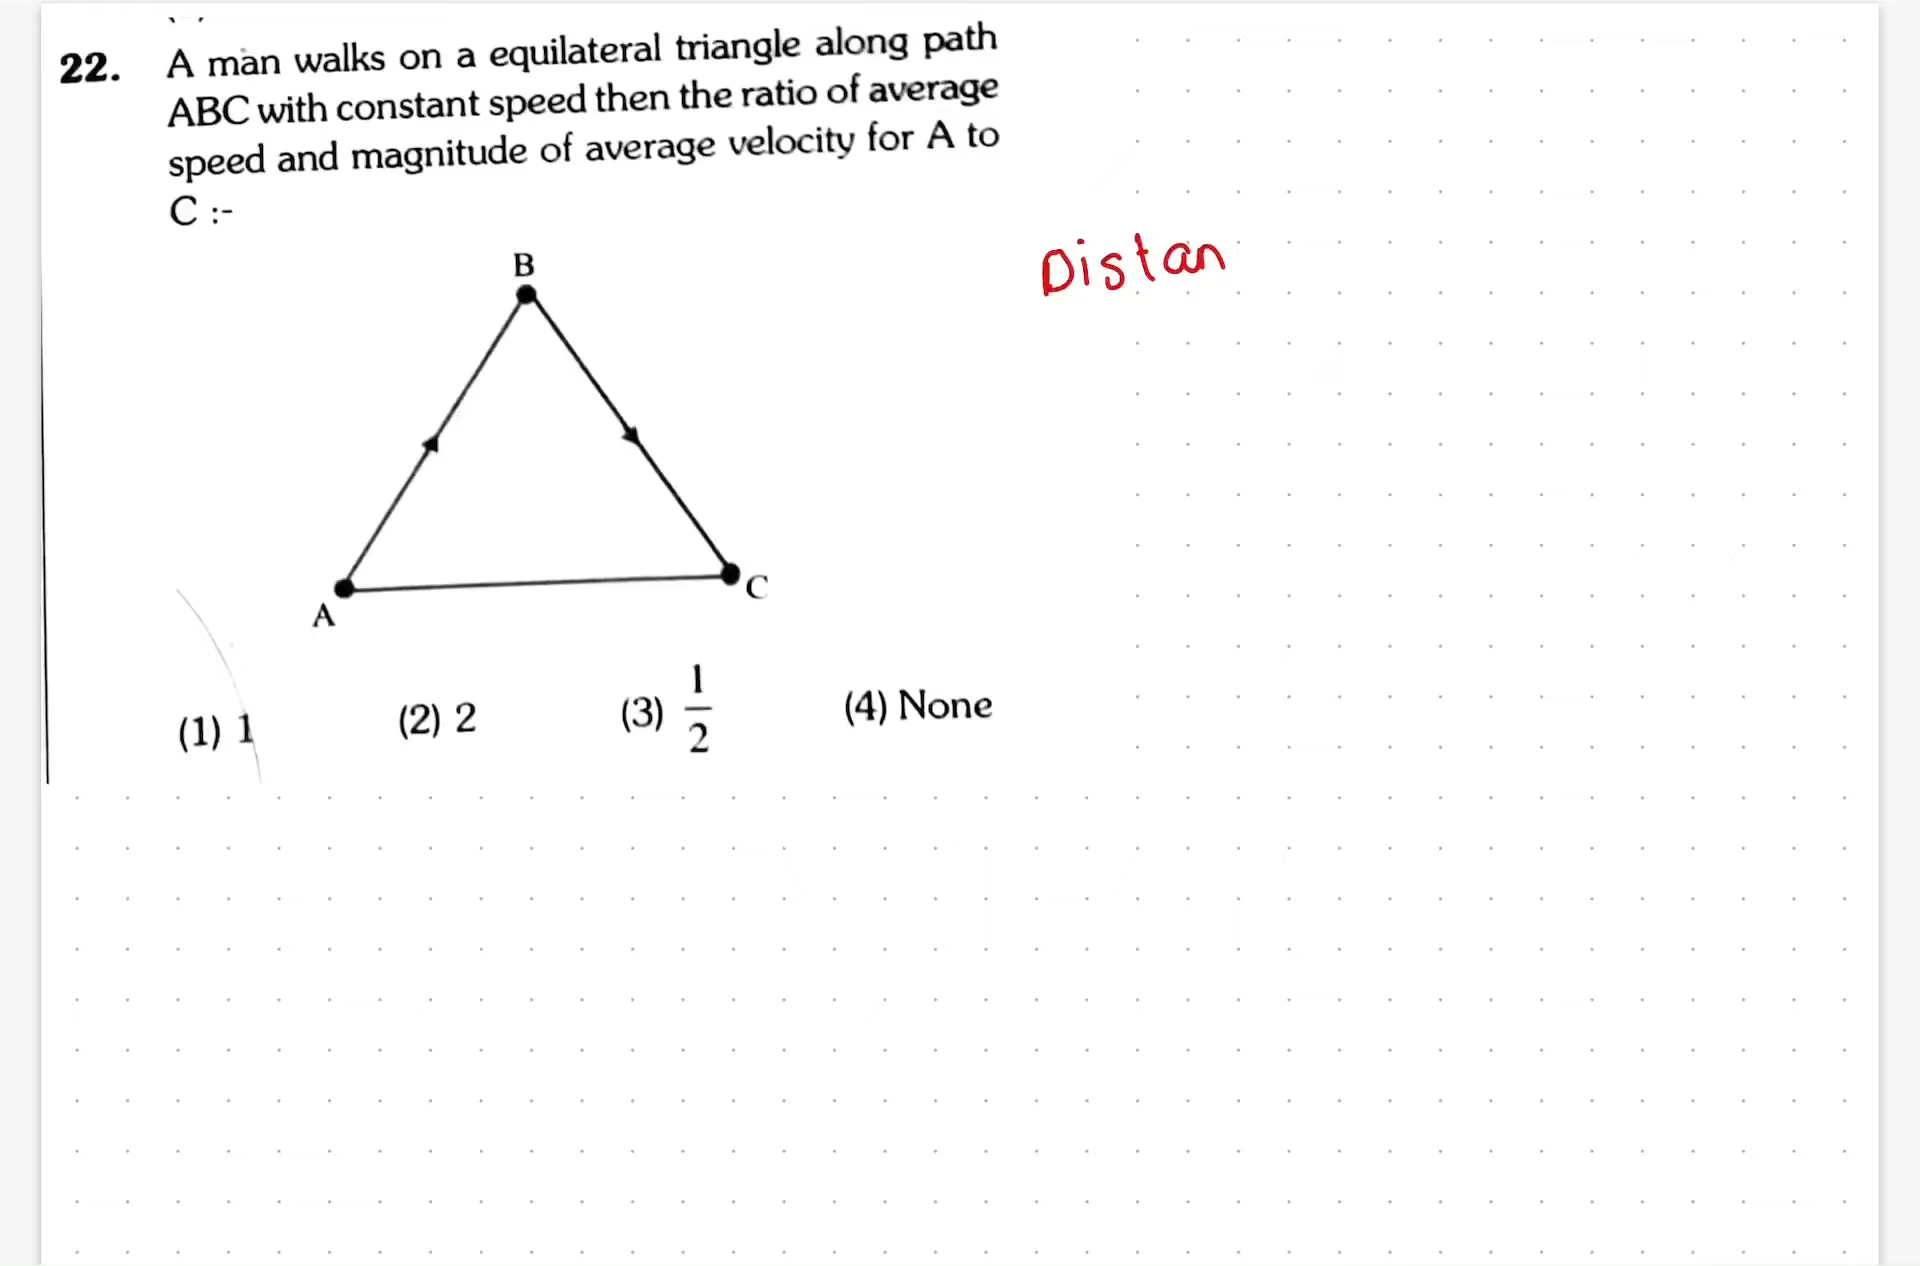 22. A man walks on a equilateral triangle along path
ABC with constant speed then the ratio of average
speed and magnitude of average velocity for A to
C :-
Distan
B
A
C
(1) 1 (2) 2 (3) 1/2 (4) None